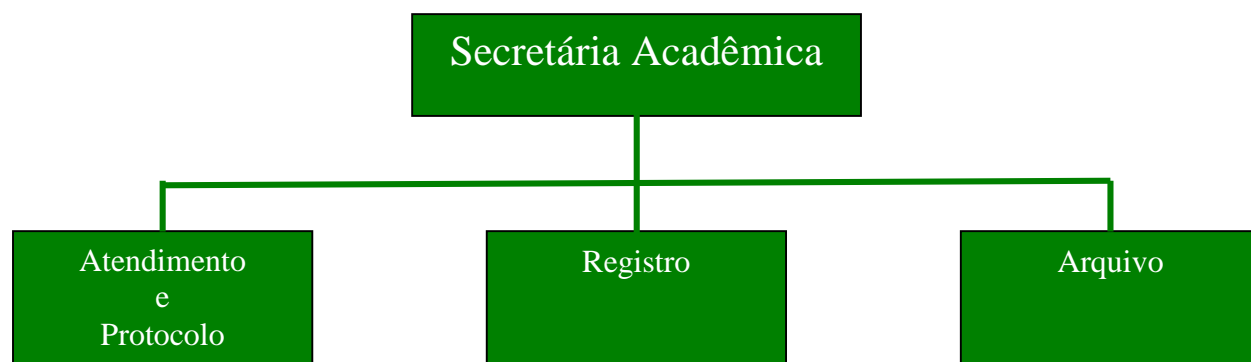 Secretária Acadêmica
Atendimento
e
Protocolo
Registro
Arquivo